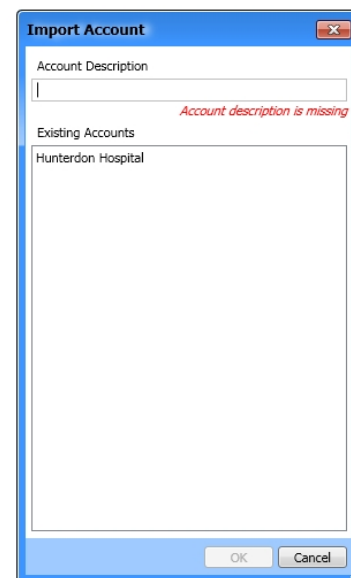 Import Account
Account Description
Account description is missing
Existing Accounts
Hunterdon Hospital
OK Cancel